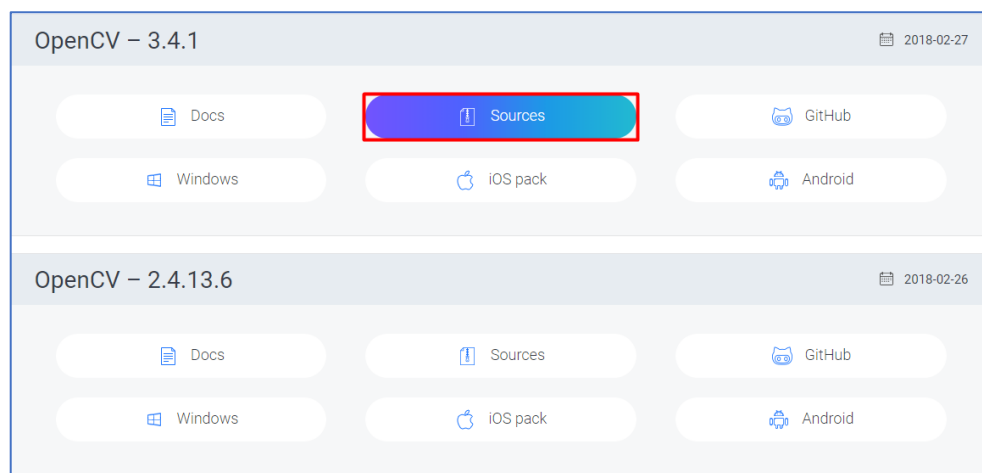 OpenCV – 3.4.1 2018-02-27
Docs Sources GitHub
Windows iOS pack Android
OpenCV – 2.4.13.6 2018-02-26
Docs Sources GitHub
Windows iOS pack Android